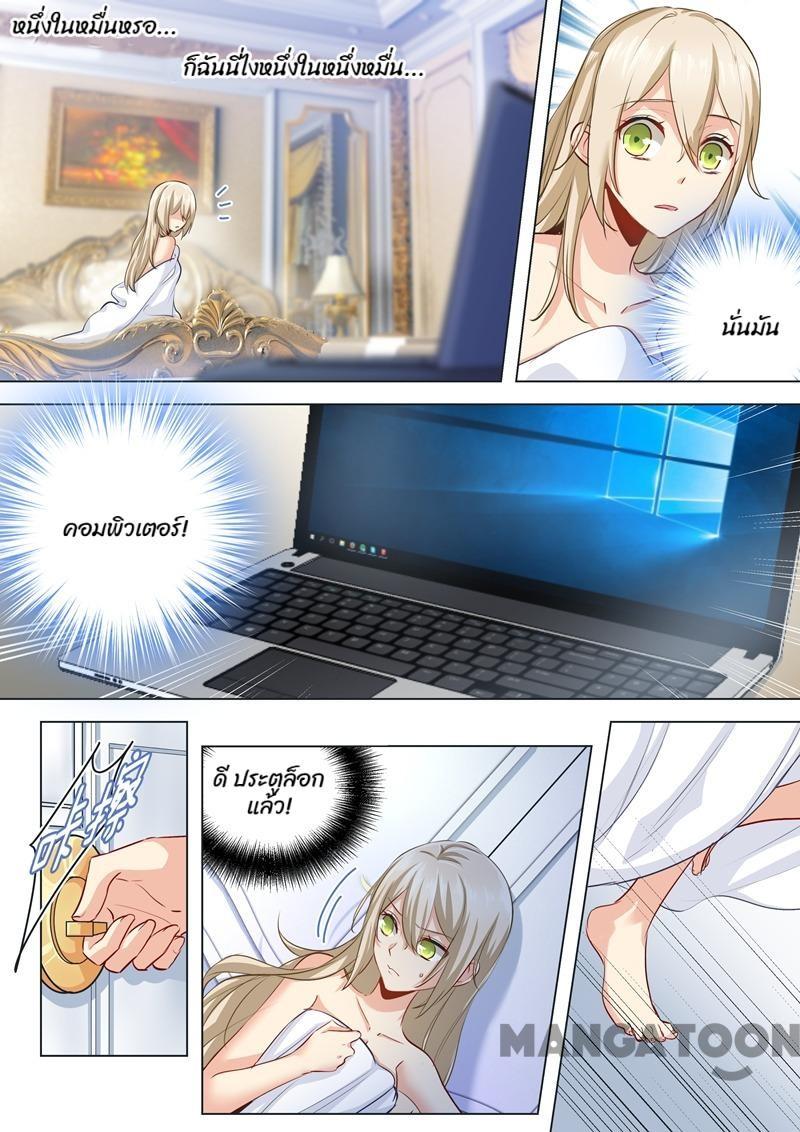 หนึ่งในหมื่นหรอ...
ก็ฉันนี่ไงหนึ่งในหนึ่งหมื่น...
นั่นมัน
คอมพิวเตอร์!
咔擦
ดี ประตูล็อก
แล้ว!
MANGATOON